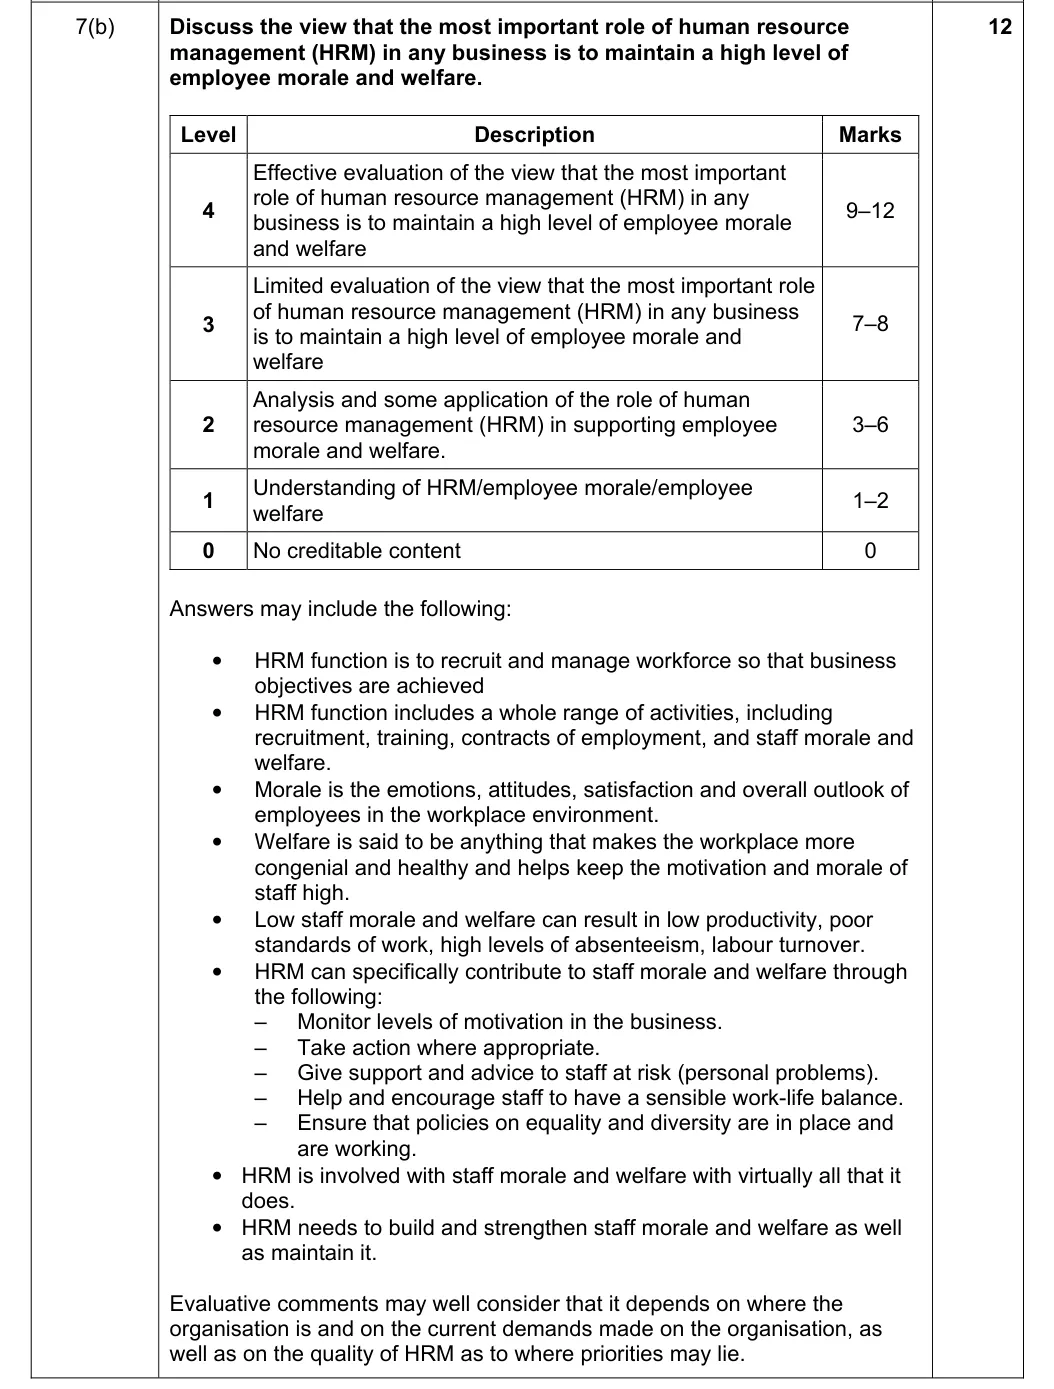 7(b)
Discuss the view that the most important role of human resource
management (HRM) in any business is to maintain a high level of
employee morale and welfare.
12
Level Description Marks
4
Effective evaluation of the view that the most important
role of human resource management (HRM) in any
business is to maintain a high level of employee morale
and welfare
9–12
3
Limited evaluation of the view that the most important role
of human resource management (HRM) in any business
is to maintain a high level of employee morale and
welfare
7–8
2
Analysis and some application of the role of human
resource management (HRM) in supporting employee
morale and welfare.
3–6
1
Understanding of HRM/employee morale/employee
welfare
1–2
0 No creditable content 0
Answers may include the following:
• HRM function is to recruit and manage workforce so that business
objectives are achieved
• HRM function includes a whole range of activities, including
recruitment, training, contracts of employment, and staff morale and
welfare.
• Morale is the emotions, attitudes, satisfaction and overall outlook of
employees in the workplace environment.
• Welfare is said to be anything that makes the workplace more
congenial and healthy and helps keep the motivation and morale of
staff high.
• Low staff morale and welfare can result in low productivity, poor
standards of work, high levels of absenteeism, labour turnover.
• HRM can specifically contribute to staff morale and welfare through
the following:
– Monitor levels of motivation in the business.
– Take action where appropriate.
– Give support and advice to staff at risk (personal problems).
– Help and encourage staff to have a sensible work-life balance.
– Ensure that policies on equality and diversity are in place and
are working.
• HRM is involved with staff morale and welfare with virtually all that it
does.
• HRM needs to build and strengthen staff morale and welfare as well
as maintain it.
Evaluative comments may well consider that it depends on where the
organisation is and on the current demands made on the organisation, as
well as on the quality of HRM as to where priorities may lie.